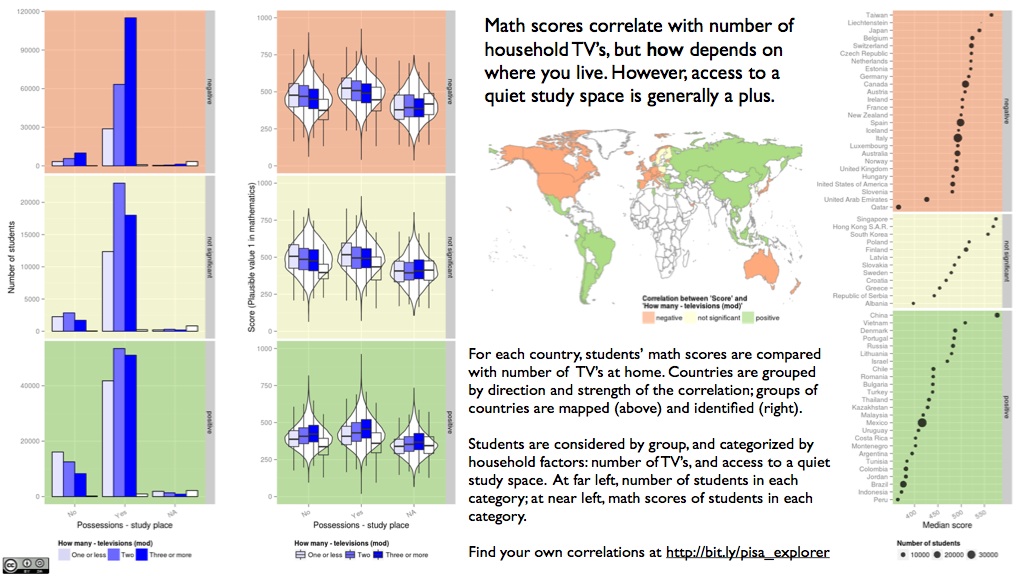 Math scores correlate with number of
household TV's, but how depends on
where you live. However, access to a
quiet study space is generally a plus.
Number of students
120000
90000
60000
30000
0
negative
20000
15000
10000
5000
0
not significant
40000
20000
0
positive
No
Yes
NA
Possessions - study place
How many - televisions (mod)
One or less
Two
Three or more
Score (Plausible value 1 in mathematics)
1000
750
500
250
0
negative
1000
750
500
250
0
not significant
1000
750
500
250
0
positive
No
Yes
NA
Possessions - study place
How many - televisions (mod)
One or less
Two
Three or more
Correlation between 'Score' and
'How many - televisions (mod)'
negative
not significant
positive
For each country, students' math scores are compared
with number of TV's at home. Countries are grouped
by direction and strength of the correlation; groups of
countries are mapped (above) and identified (right).
Students are considered by group, and categorized by
household factors: number of TV's, and access to a quiet
study space. At far left, number of students in each
category; at near left, math scores of students in each
category.
Find your own correlations at http://bit.ly/pisa_explorer
Taiwan
Liechtenstein
Japan
Belgium
Switzerland
Czech Republic
Netherlands
Estonia
Germany
Canada
Austria
Ireland
France
New Zealand
Spain
Iceland
Italy
Luxembourg
Australia
Norway
United Kingdom
Hungary
United States of America
Slovenia
United Arab Emirates
Qatar
negative
Singapore
Hong Kong S.A.R.
South Korea
Poland
Finland
Latvia
Slovakia
Sweden
Croatia
Greece
Republic of Serbia
Albania
not significant
China
Vietnam
Denmark
Portugal
Russia
Lithuania
Israel
Chile
Romania
Bulgaria
Turkey
Thailand
Kazakhstan
Malaysia
Mexico
Uruguay
Costa Rica
Montenegro
Argentina
Tunisia
Colombia
Jordan
Brazil
Indonesia
Peru
positive
400
450
500
550
Median score
Number of students
10000
20000
30000
cc